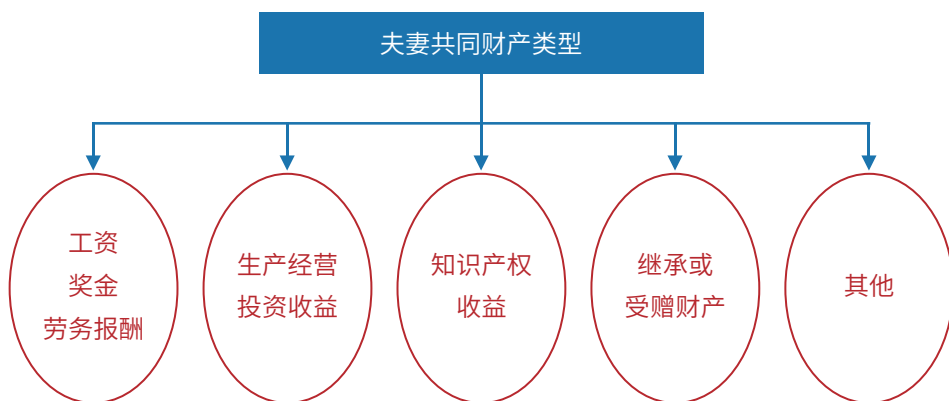 夫妻共同财产类型
工资
奖金
劳务报酬
生产经营
投资收益
知识产权
收益
继承或
受赠财产
其他